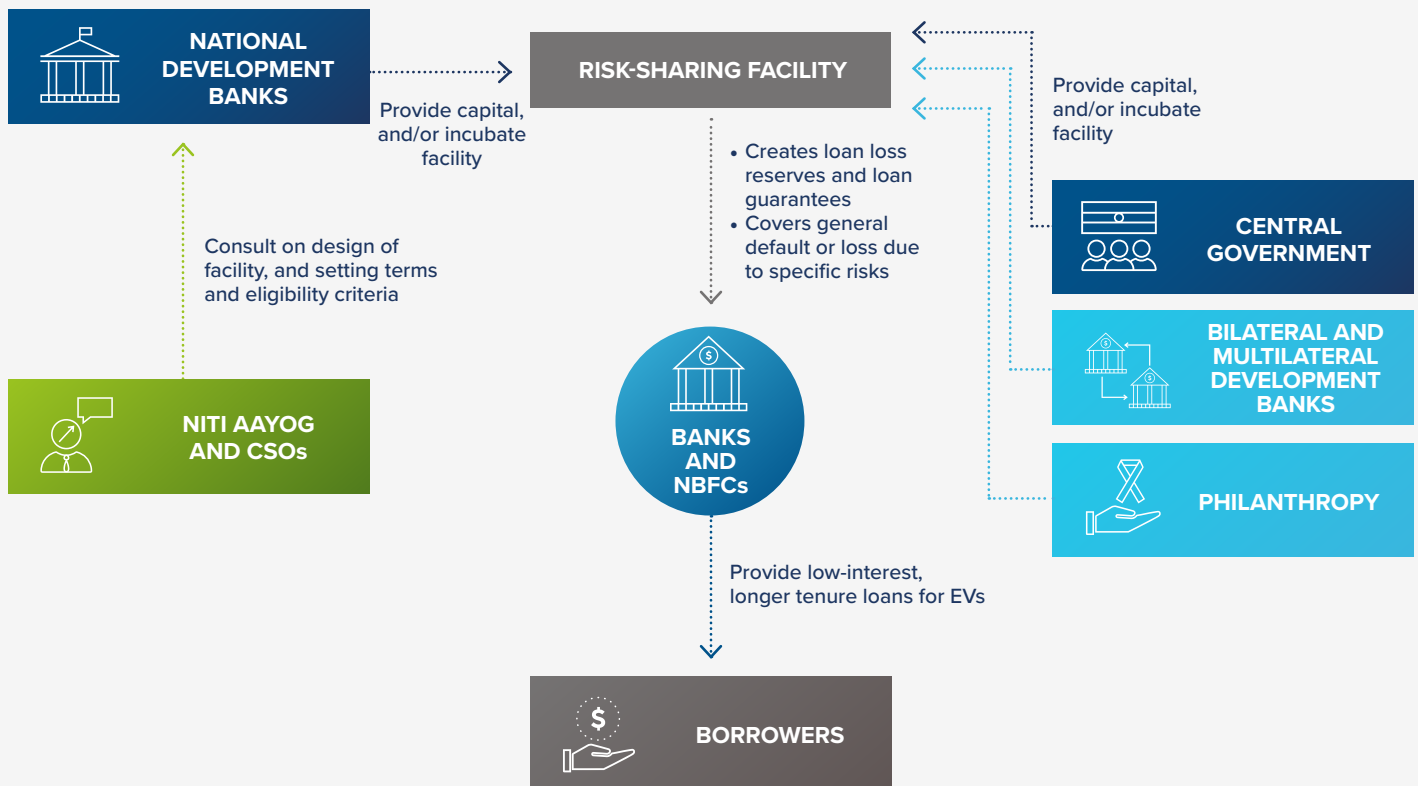 NATIONAL
DEVELOPMENT
BANKS
Provide capital,
and/or incubate
facility
RISK-SHARING FACILITY
Provide capital,
and/or incubate
facility
• Creates loan loss
reserves and loan
guarantees
• Covers general
default or loss due
to specific risks
CENTRAL
GOVERNMENT
Consult on design of
facility, and setting terms
and eligibility criteria
BILATERAL AND
MULTILATERAL
DEVELOPMENT
BANKS
NITI AAYOG
AND CSOs
$
BANKS
AND
NBFCs
$
$
PHILANTHROPY
Provide low-interest,
longer tenure loans for EVs
$
BORROWERS